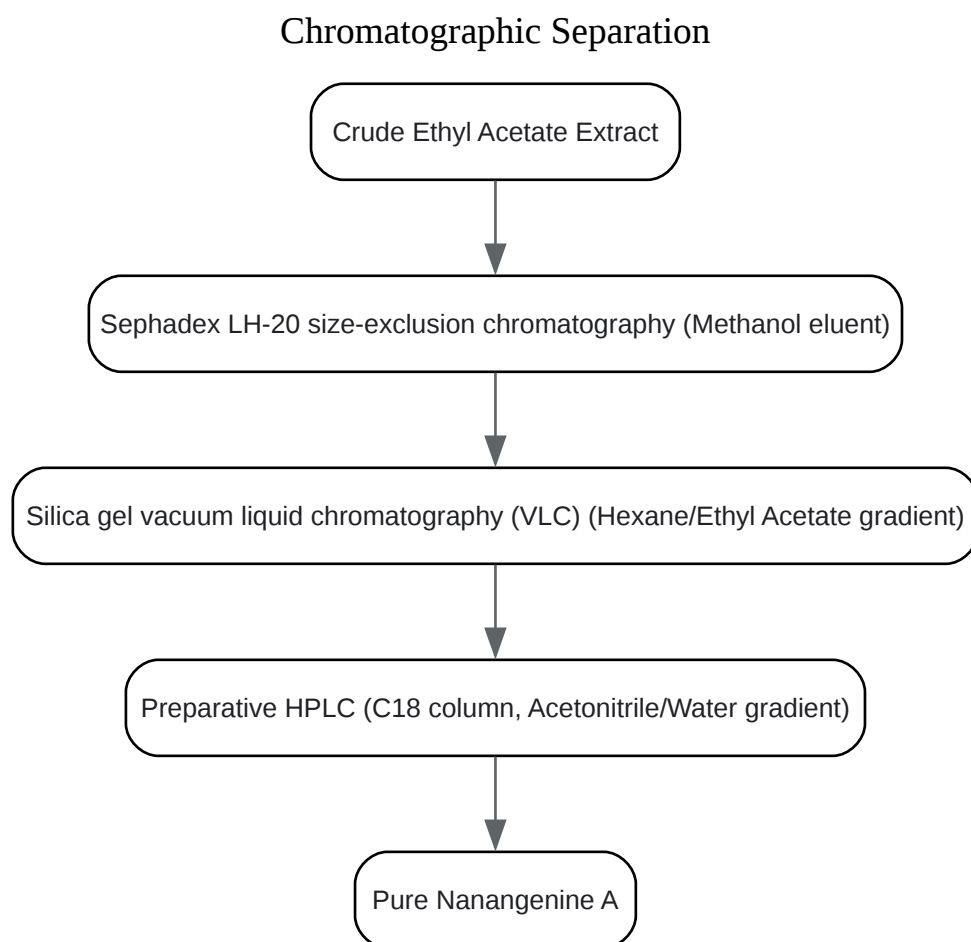 Chromatographic Separation
Crude Ethyl Acetate Extract
Sephadex LH-20 size-exclusion chromatography (Methanol eluent)
Silica gel vacuum liquid chromatography (VLC) (Hexane/Ethyl Acetate gradient)
Preparative HPLC (C18 column, Acetonitrile/Water gradient)
Pure Nanangenine A